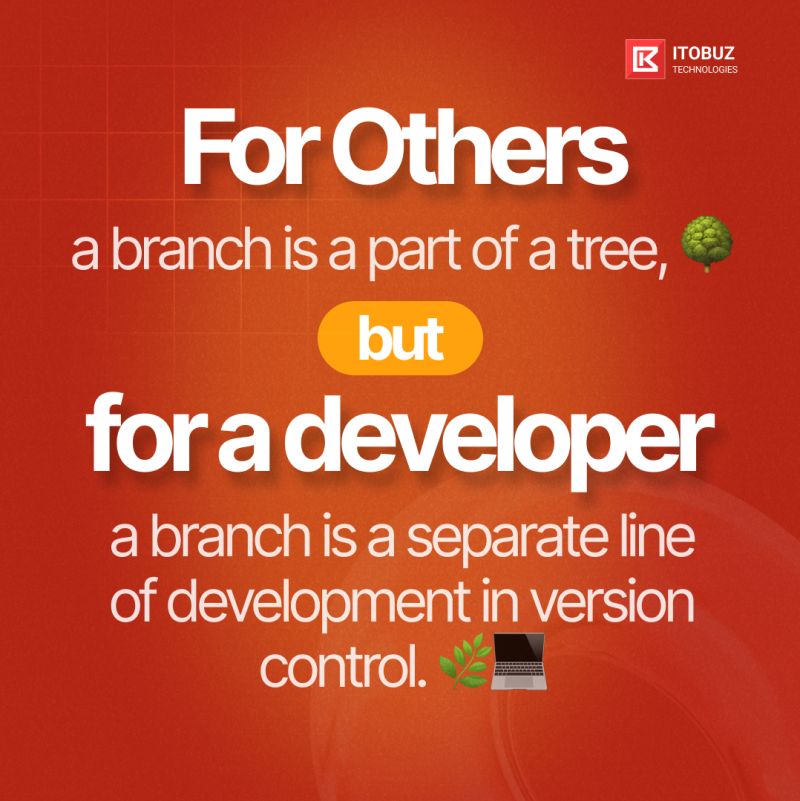 ITOBUZ
TECHNOLOGIES
For Others
a branch is a part of a tree, 🌳
but
for a developer
a branch is a separate line
of development in version
control. 🌿💻